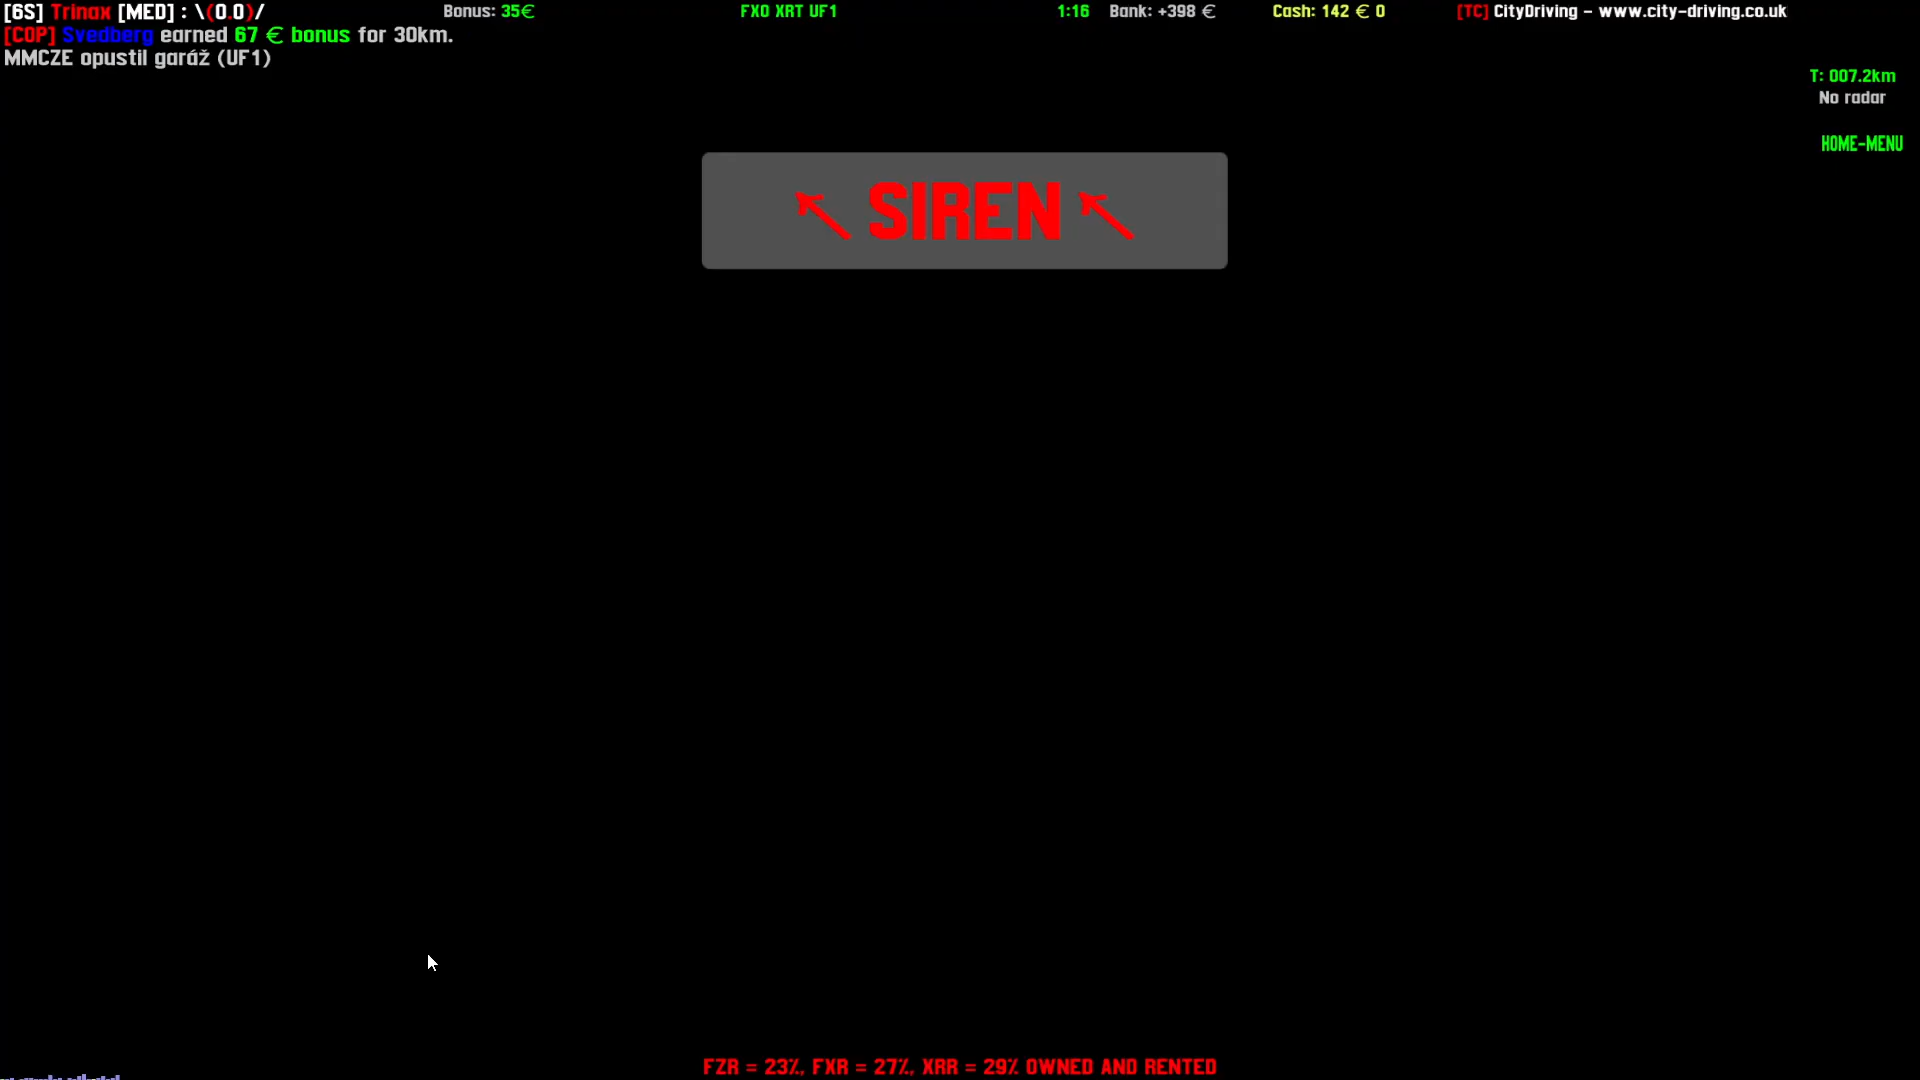 [6S] Trinax [MED] : \(0.0)/
Bonus: 35€
FXO XRT UF1
1:16
Bank: +398 €
Cash: 142 € 0
[TC] CityDriving - www.city-driving.co.uk
[COP] Svedberg earned 67 € bonus for 30km.
MMCZE opustil garáž (UF1)
T: 007.2km
No radar
HOME-MENU
↖ SIREN ↖
FZR = 23%, FXR = 27%, XRR = 29% OWNED AND RENTED